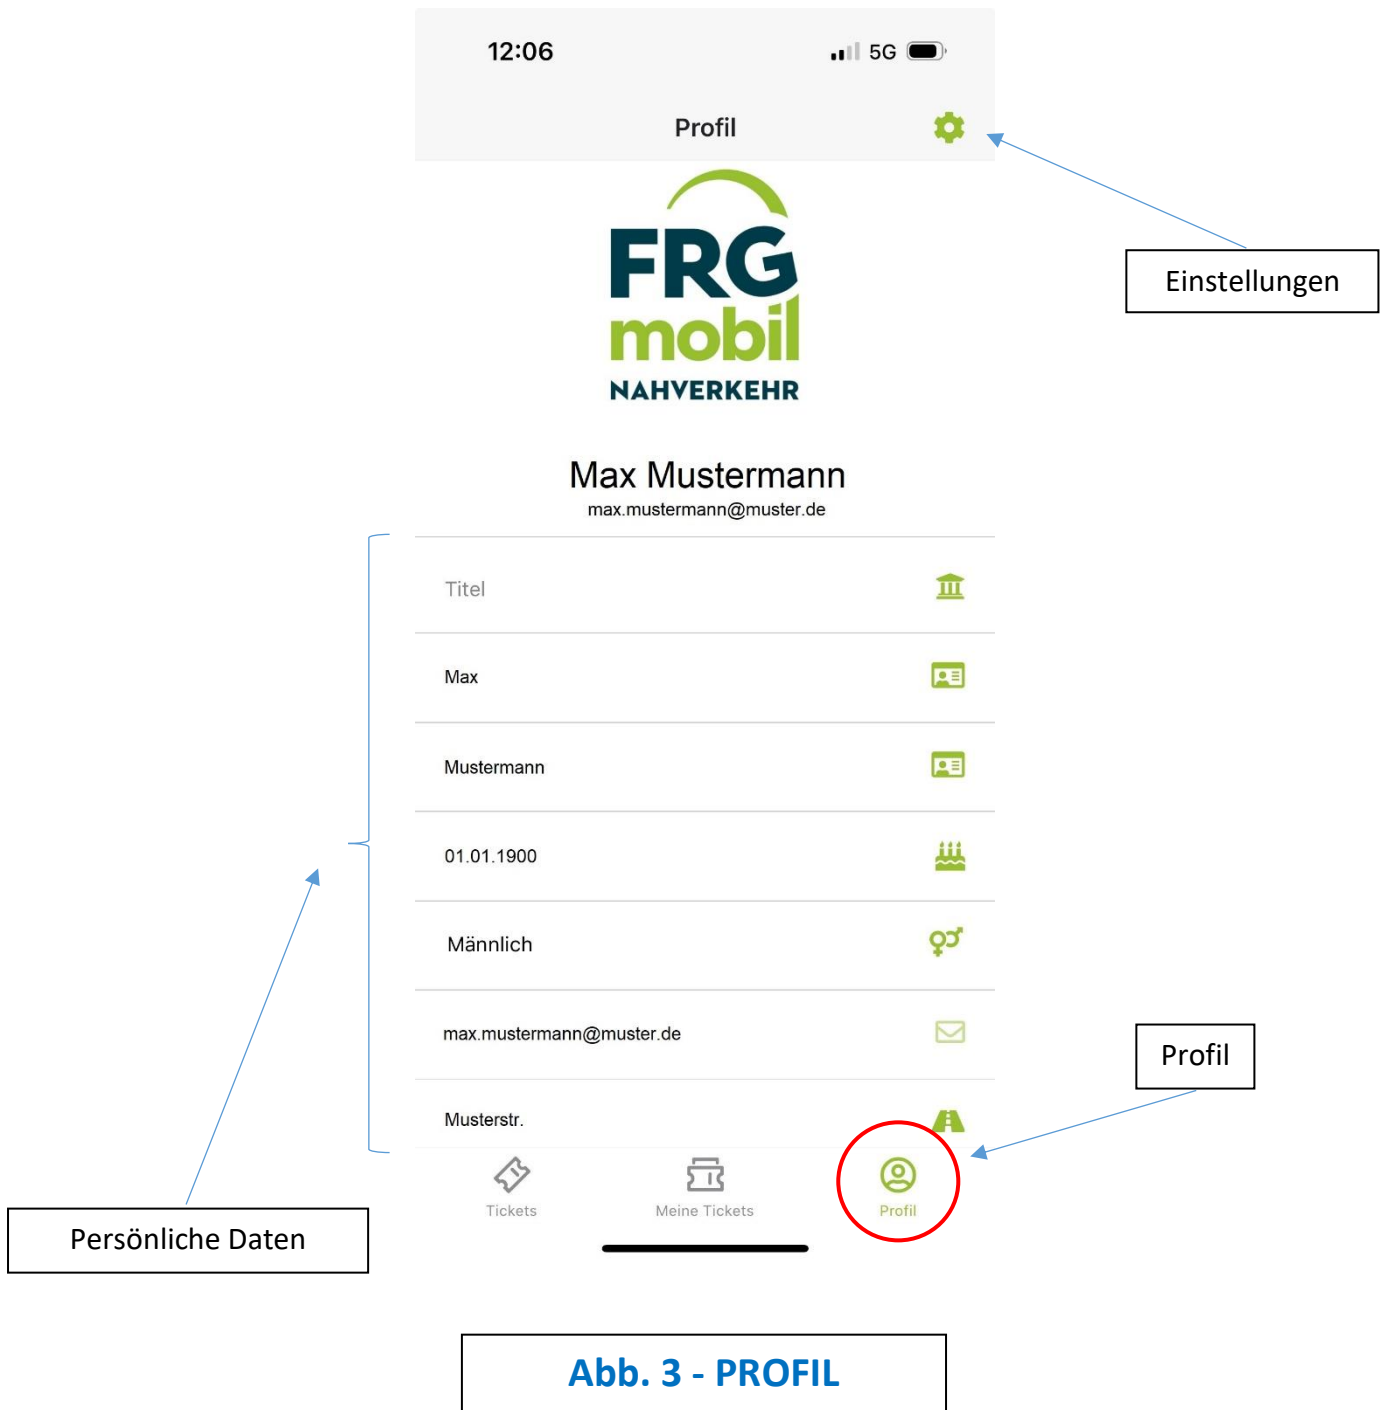 12:06
5G
Profil
Einstellungen
FRG
mobil
NAHVERKEHR
Max Mustermann
max.mustermann@muster.de
Titel
Max
Mustermann
01.01.1900
Männlich
max.mustermann@muster.de
Profil
Musterstr.
Tickets
Meine Tickets
Profil
Persönliche Daten
Abb. 3 - PROFIL